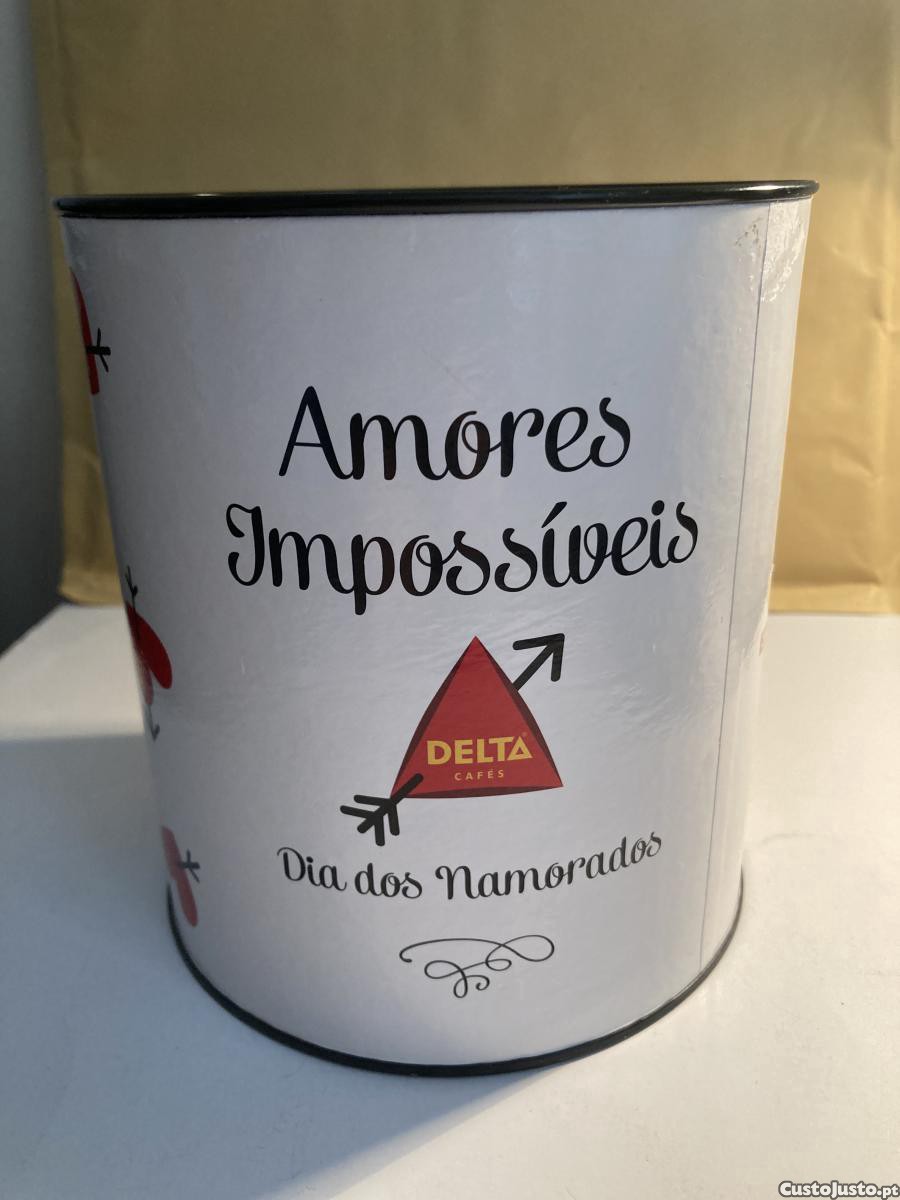 Amores
Impossíveis
DELTA®
CAFÉS
Dia dos Namorados
CustoJusto.pt